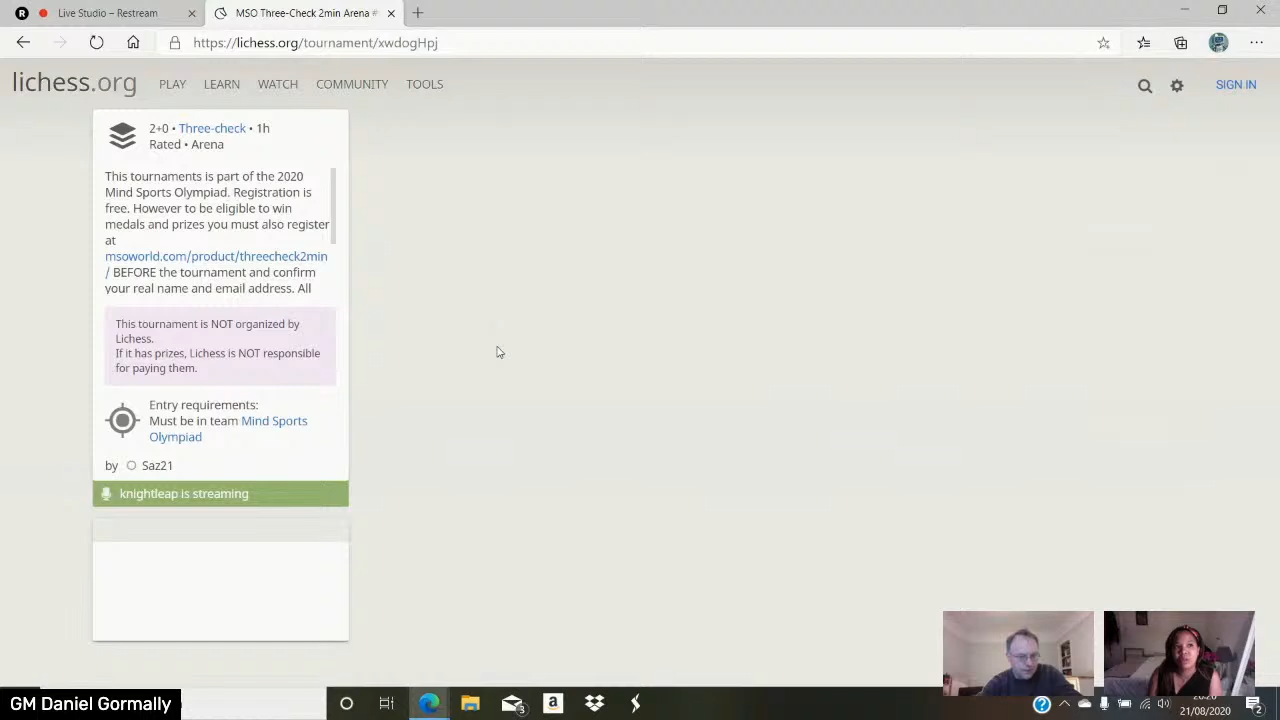 Live Studio – Restream
MSO Three-Check 2min Arena
https://lichess.org/tournament/xwdogHpj
lichess.org
PLAY
LEARN
WATCH
COMMUNITY
TOOLS
SIGN IN
2+0 • Three-check • 1h
Rated • Arena
This tournaments is part of the 2020
Mind Sports Olympiad. Registration is
free. However to be eligible to win
medals and prizes you must also register
at
msoworld.com/product/threecheck2min
/ BEFORE the tournament and confirm
your real name and email address. All
This tournament is NOT organized by
Lichess.
If it has prizes, Lichess is NOT responsible
for paying them.
Entry requirements:
Must be in team Mind Sports
Olympiad
by Saz21
knightleap is streaming
GM Daniel Gormally
21/08/2020